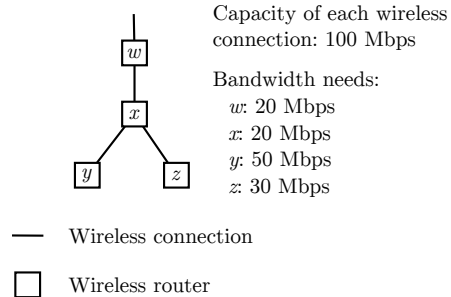 Capacity of each wireless
connection: 100 Mbps
w
Bandwidth needs:
w: 20 Mbps
x
x: 20 Mbps
y: 50 Mbps
y
z
z: 30 Mbps
Wireless connection
Wireless router